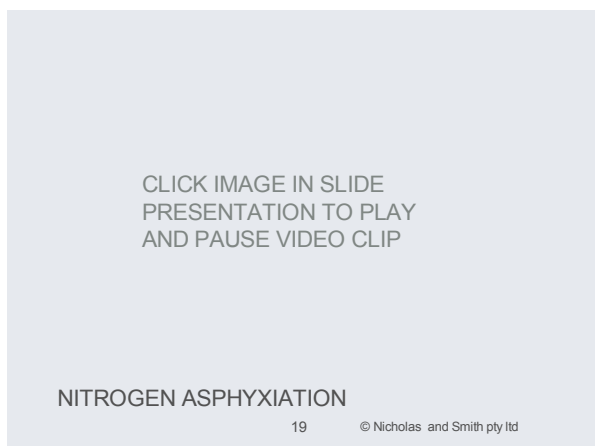 CLICK IMAGE IN SLIDE
PRESENTATION TO PLAY
AND PAUSE VIDEO CLIP
NITROGEN ASPHYXIATION
19 © Nicholas and Smith pty ltd